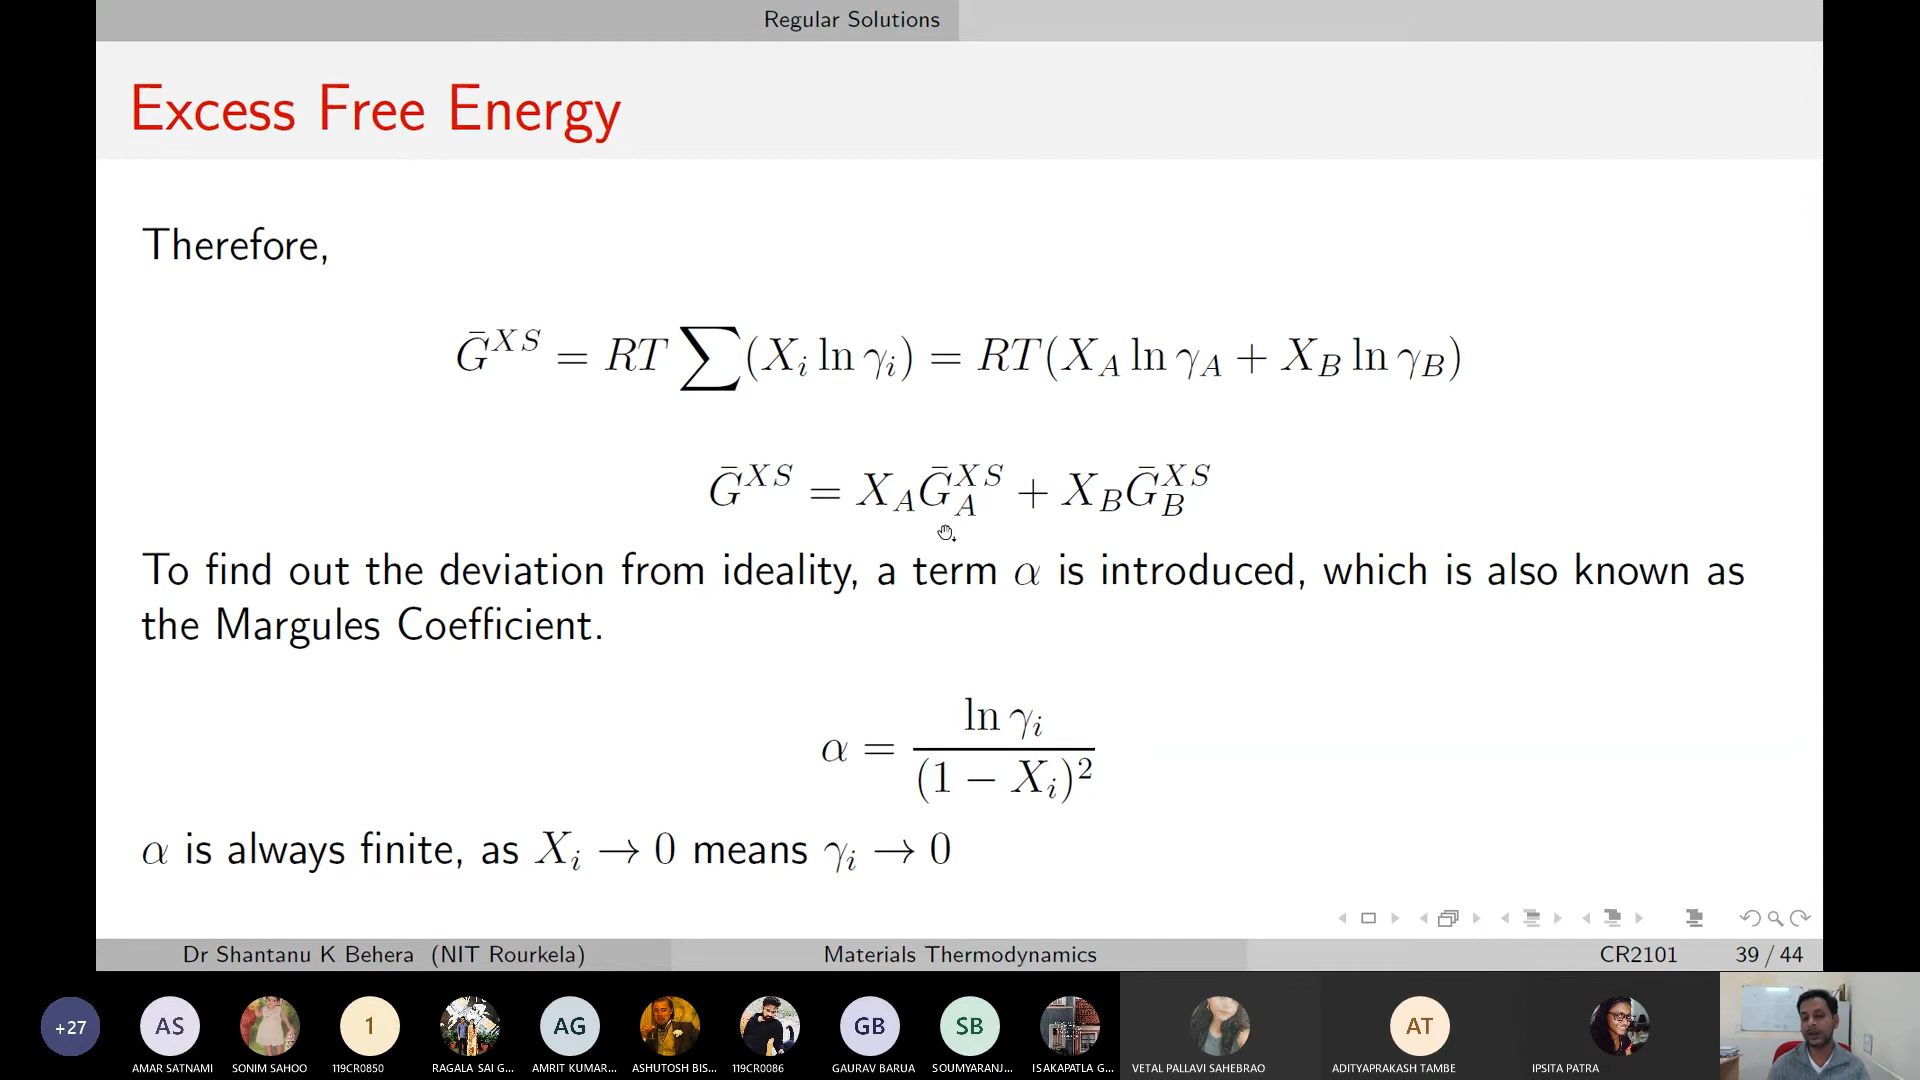 Regular Solutions
Excess Free Energy
Therefore,
Ḡ^{XS} = RT ∑(X_i ln γ_i) = RT(X_A ln γ_A + X_B ln γ_B)
Ḡ^{XS} = X_A Ḡ_A^{XS} + X_B Ḡ_B^{XS}
To find out the deviation from ideality, a term α is introduced, which is also known as
the Margules Coefficient.
α = ln γ_i / (1 − X_i)^2
α is always finite, as X_i → 0 means γ_i → 0
Dr Shantanu K Behera (NIT Rourkela) Materials Thermodynamics CR2101 39 / 44
+27 AS 1 AG GB SB AT
AMAR SATNAMI SONIM SAHOO 119CR0850 RAGALA SAI G... AMRIT KUMAR... ASHUTOSH BIS... 119CR0086 GAURAV BARUA SOUMYARANJ... ISAKAPATLA G... VETAL PALLAVI SAHEBRAO ADITYAPRAKASH TAMBE IPSITA PATRA